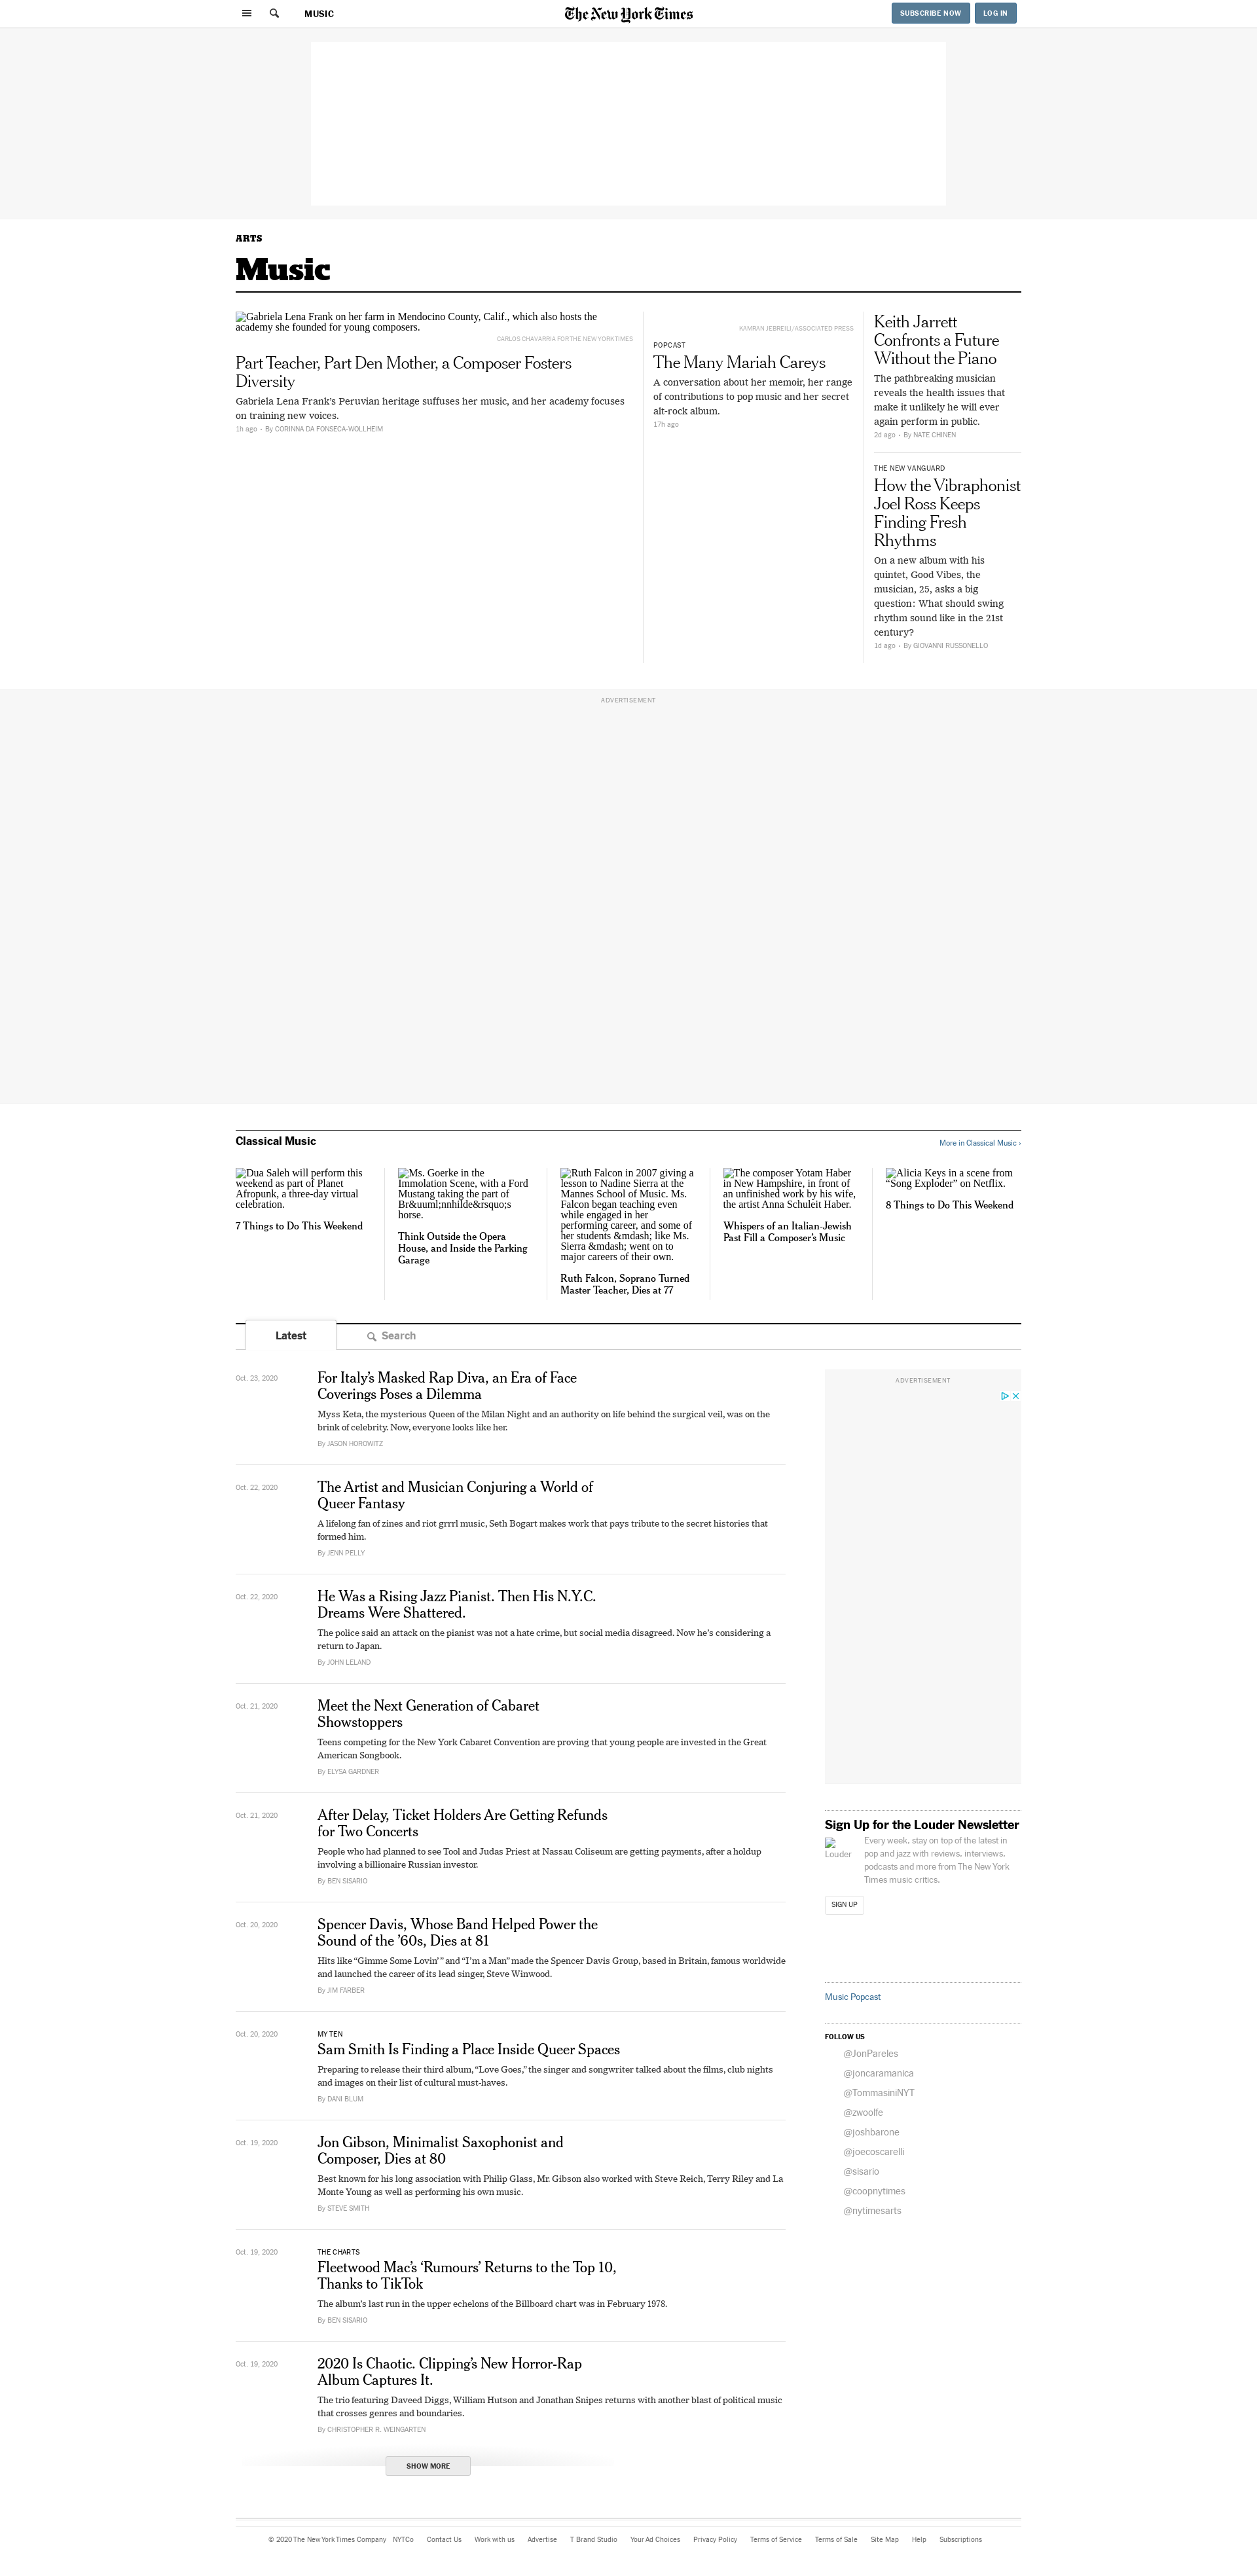 MUSIC
The New York Times
SUBSCRIBE NOW
LOG IN
ARTS
Music
Gabriela Lena Frank on her farm in Mendocino County, Calif., which also hosts the
academy she founded for young composers.
CARLOS CHAVARRIA FOR THE NEW YORK TIMES
Part Teacher, Part Den Mother, a Composer Fosters
Diversity
Gabriela Lena Frank's Peruvian heritage suffuses her music, and her academy focuses
on training new voices.
1h ago • By CORINNA DA FONSECA-WOLLHEIM
KAMRAN JEBREILI/ASSOCIATED PRESS
POPCAST
The Many Mariah Careys
A conversation about her memoir, her range
of contributions to pop music and her secret
alt-rock album.
17h ago
Keith Jarrett
Confronts a Future
Without the Piano
The pathbreaking musician
reveals the health issues that
make it unlikely he will ever
again perform in public.
2d ago • By NATE CHINEN
THE NEW VANGUARD
How the Vibraphonist
Joel Ross Keeps
Finding Fresh
Rhythms
On a new album with his
quintet, Good Vibes, the
musician, 25, asks a big
question: What should swing
rhythm sound like in the 21st
century?
1d ago • By GIOVANNI RUSSONELLO
ADVERTISEMENT
Classical Music
More in Classical Music ›
Dua Saleh will perform this
weekend as part of Planet
Afropunk, a three-day virtual
celebration.
7 Things to Do This Weekend
Ms. Goerke in the
Immolation Scene, with a Ford
Mustang taking the part of
Br&uuml;nnhilde&rsquo;s
horse.
Think Outside the Opera
House, and Inside the Parking
Garage
Ruth Falcon in 2007 giving a
lesson to Nadine Sierra at the
Mannes School of Music. Ms.
Falcon began teaching even
while engaged in her
performing career, and some of
her students &mdash; like Ms.
Sierra &mdash; went on to
major careers of their own.
Ruth Falcon, Soprano Turned
Master Teacher, Dies at 77
The composer Yotam Haber
in New Hampshire, in front of
an unfinished work by his wife,
the artist Anna Schuleit Haber.
Whispers of an Italian-Jewish
Past Fill a Composer's Music
Alicia Keys in a scene from
“Song Exploder” on Netflix.
8 Things to Do This Weekend
Latest
Search
Oct. 23, 2020
For Italy's Masked Rap Diva, an Era of Face
Coverings Poses a Dilemma
Myss Keta, the mysterious Queen of the Milan Night and an authority on life behind the surgical veil, was on the
brink of celebrity. Now, everyone looks like her.
By JASON HOROWITZ
Oct. 22, 2020
The Artist and Musician Conjuring a World of
Queer Fantasy
A lifelong fan of zines and riot grrrl music, Seth Bogart makes work that pays tribute to the secret histories that
formed him.
By JENN PELLY
Oct. 22, 2020
He Was a Rising Jazz Pianist. Then His N.Y.C.
Dreams Were Shattered.
The police said an attack on the pianist was not a hate crime, but social media disagreed. Now he's considering a
return to Japan.
By JOHN LELAND
Oct. 21, 2020
Meet the Next Generation of Cabaret
Showstoppers
Teens competing for the New York Cabaret Convention are proving that young people are invested in the Great
American Songbook.
By ELYSA GARDNER
Oct. 21, 2020
After Delay, Ticket Holders Are Getting Refunds
for Two Concerts
People who had planned to see Tool and Judas Priest at Nassau Coliseum are getting payments, after a holdup
involving a billionaire Russian investor.
By BEN SISARIO
Oct. 20, 2020
Spencer Davis, Whose Band Helped Power the
Sound of the ’60s, Dies at 81
Hits like “Gimme Some Lovin’ ” and “I’m a Man” made the Spencer Davis Group, based in Britain, famous worldwide
and launched the career of its lead singer, Steve Winwood.
By JIM FARBER
Oct. 20, 2020
MY TEN
Sam Smith Is Finding a Place Inside Queer Spaces
Preparing to release their third album, “Love Goes,” the singer and songwriter talked about the films, club nights
and images on their list of cultural must-haves.
By DANI BLUM
Oct. 19, 2020
Jon Gibson, Minimalist Saxophonist and
Composer, Dies at 80
Best known for his long association with Philip Glass, Mr. Gibson also worked with Steve Reich, Terry Riley and La
Monte Young as well as performing his own music.
By STEVE SMITH
Oct. 19, 2020
THE CHARTS
Fleetwood Mac’s ‘Rumours’ Returns to the Top 10,
Thanks to TikTok
The album’s last run in the upper echelons of the Billboard chart was in February 1978.
By BEN SISARIO
Oct. 19, 2020
2020 Is Chaotic. Clipping’s New Horror-Rap
Album Captures It.
The trio featuring Daveed Diggs, William Hutson and Jonathan Snipes returns with another blast of political music
that crosses genres and boundaries.
By CHRISTOPHER R. WEINGARTEN
SHOW MORE
ADVERTISEMENT
Sign Up for the Louder Newsletter
Louder
Every week, stay on top of the latest in
pop and jazz with reviews, interviews,
podcasts and more from The New York
Times music critics.
SIGN UP
Music Popcast
FOLLOW US
@JonPareles
@joncaramanica
@TommasiniNYT
@zwoolfe
@joshbarone
@joecoscarelli
@sisario
@coopnytimes
@nytimesarts
© 2020 The New York Times Company NYTCo Contact Us Work with us Advertise T Brand Studio Your Ad Choices Privacy Policy Terms of Service Terms of Sale Site Map Help Subscriptions